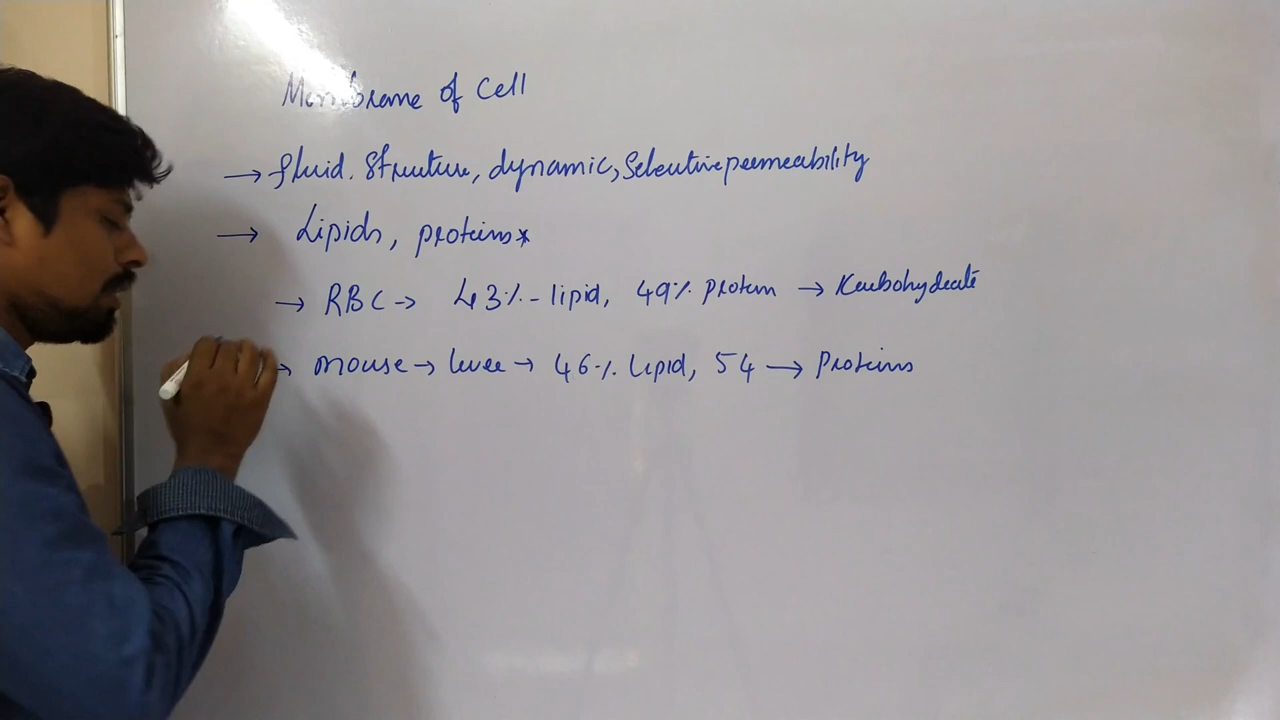 Membrane of Cell
→ fluid. Structure, dynamic, Selective permeability
→ Lipids, proteins*
→ RBC → 43% - lipid, 49% protein → Karbohydrate
→ mouse → liver → 46% Lipid, 54 → Proteins